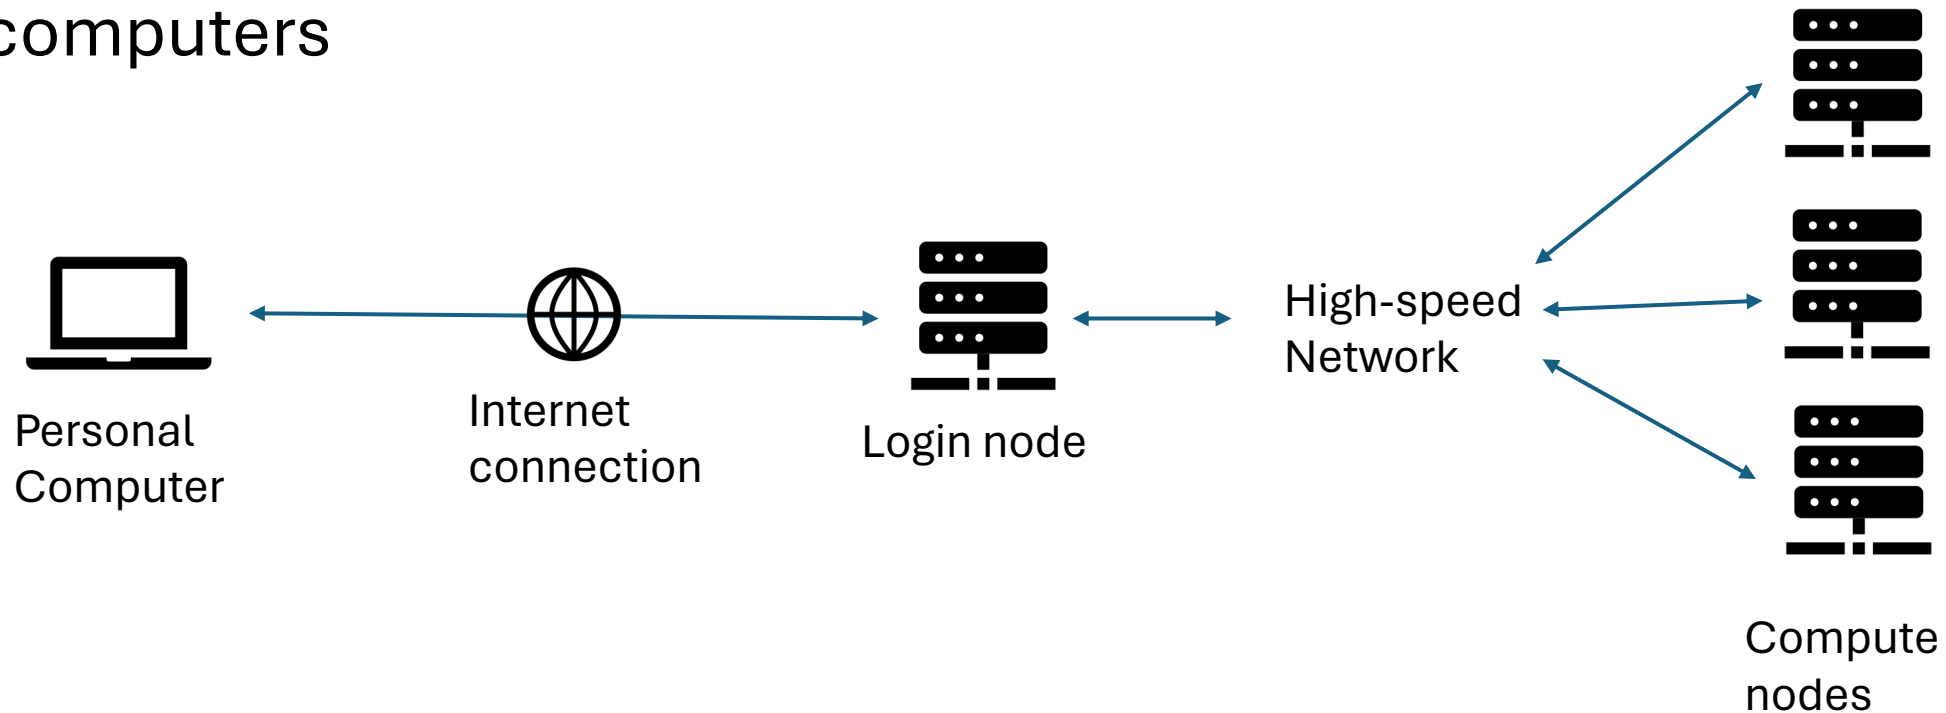 computers
Personal
Computer
Internet
connection
Login node
High-speed
Network
Compute
nodes